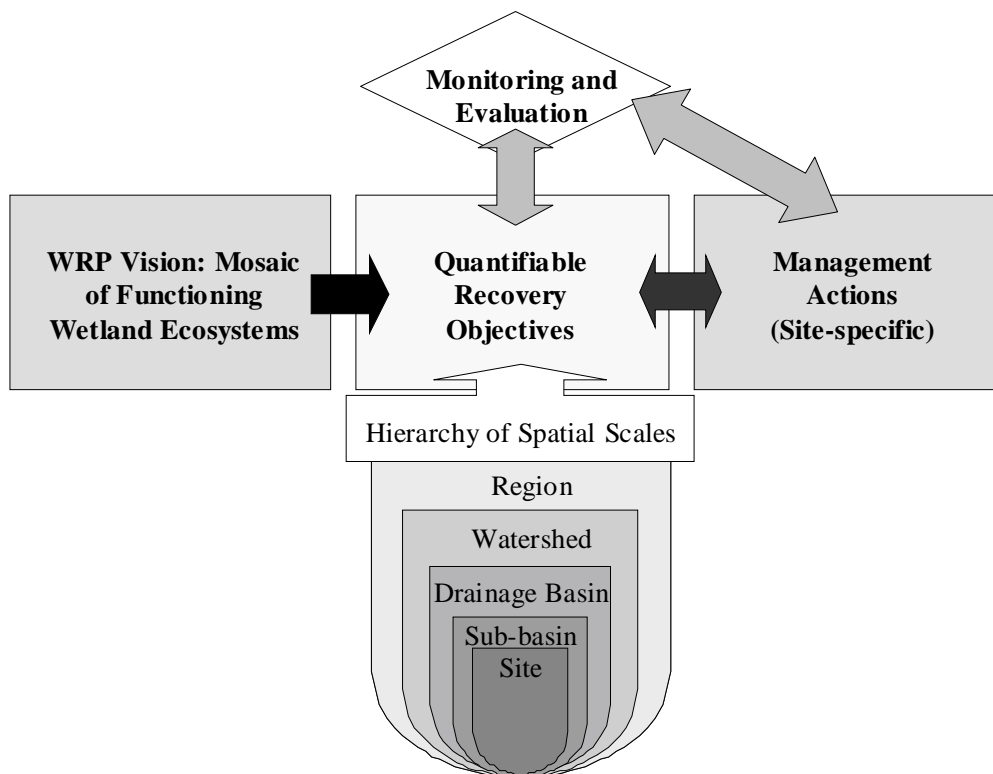 Monitoring and
Evaluation
WRP Vision: Mosaic
of Functioning
Wetland Ecosystems
Quantifiable
Recovery
Objectives
Management
Actions
(Site-specific)
Hierarchy of Spatial Scales
Region
Watershed
Drainage Basin
Sub-basin
Site